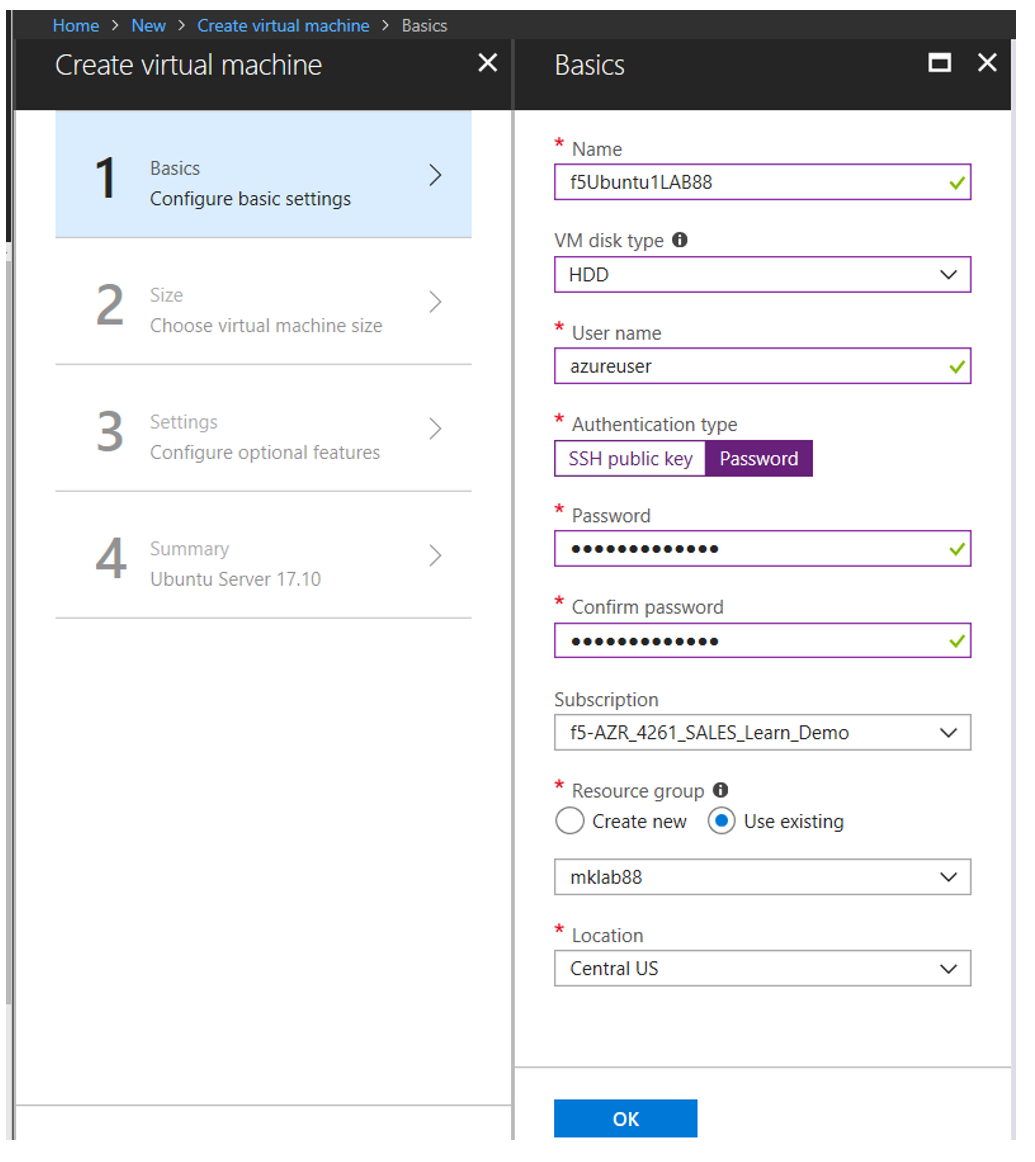 Home > New > Create virtual machine > Basics
Create virtual machine
1
Basics
Configure basic settings
2
Size
Choose virtual machine size
3
Settings
Configure optional features
4
Summary
Ubuntu Server 17.10
Basics
* Name
f5Ubuntu1LAB88
VM disk type
HDD
* User name
azureuser
* Authentication type
SSH public key Password
* Password
•••••••••••••
* Confirm password
•••••••••••••
Subscription
f5-AZR_4261_SALES_Learn_Demo
* Resource group
Create new Use existing
mklab88
* Location
Central US
OK